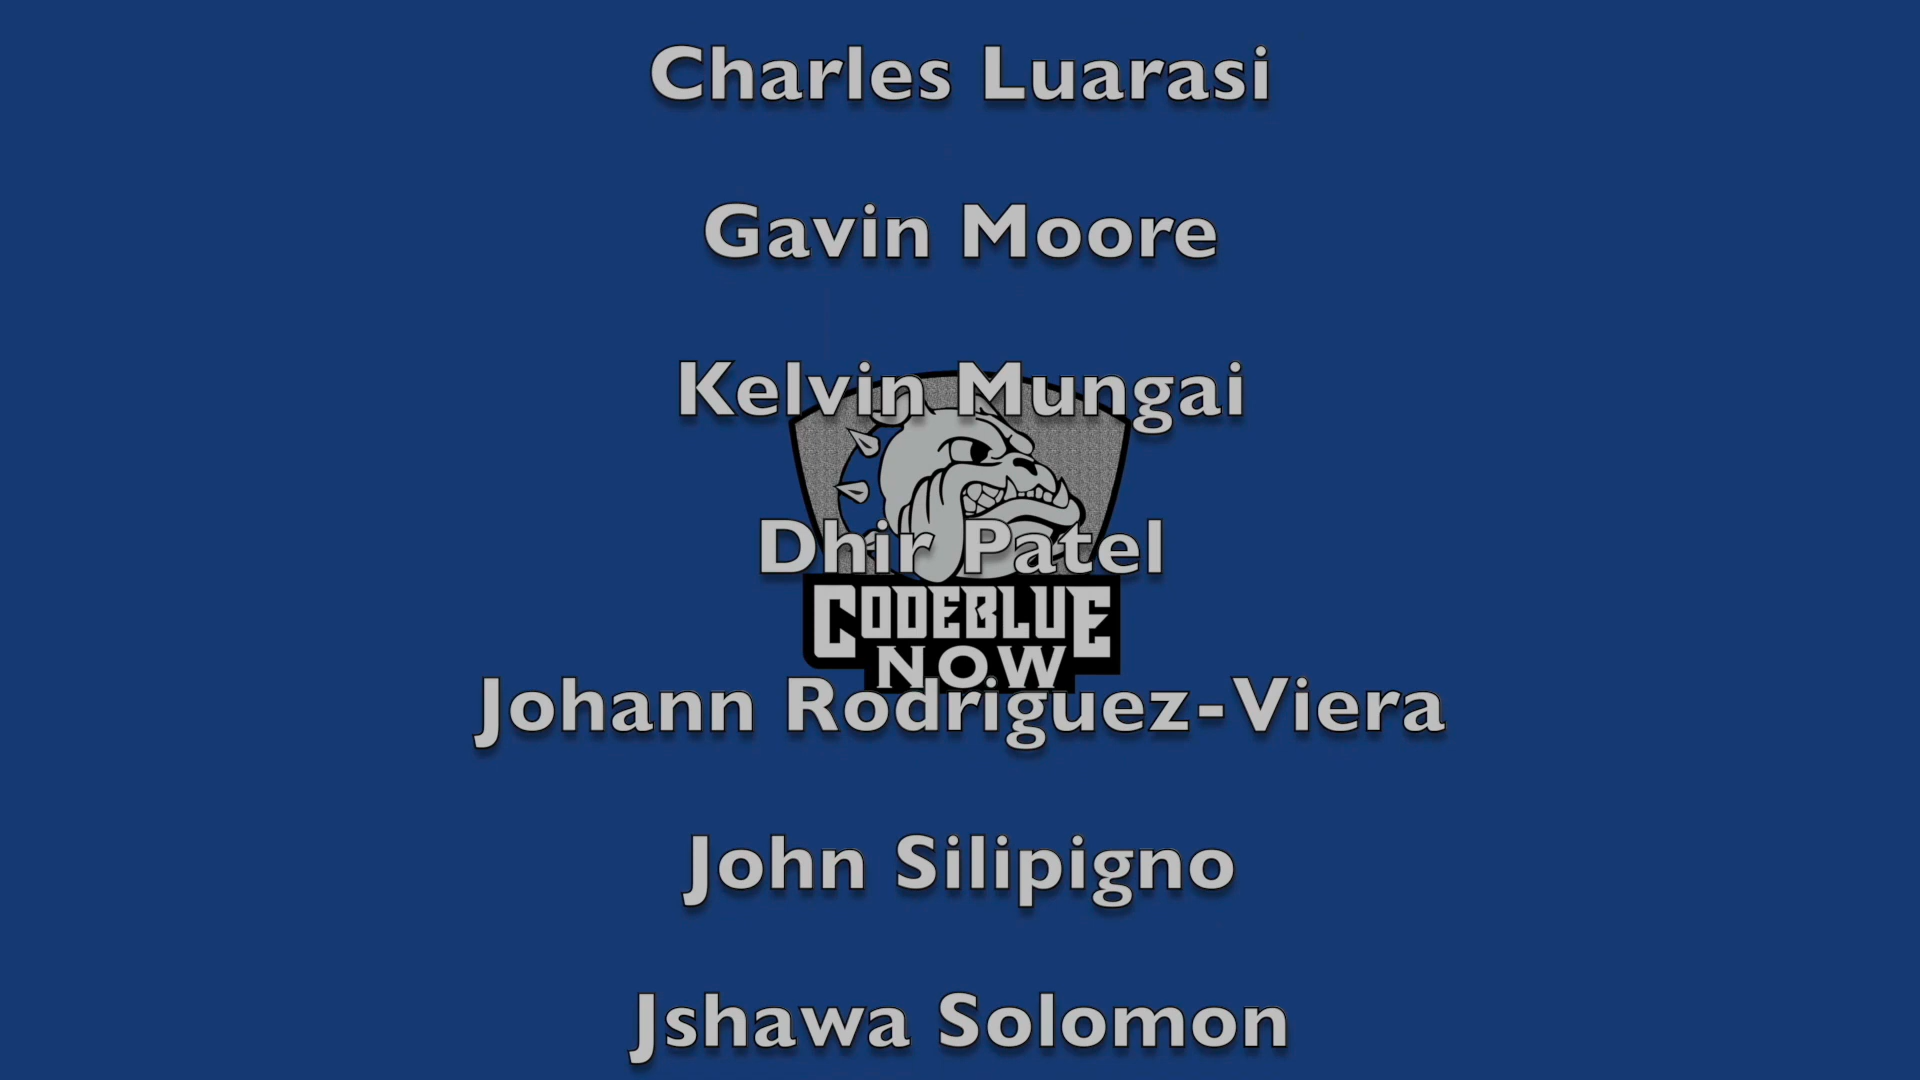 Charles Luarasi
Gavin Moore
Kelvin Mungai
Dhir Patel
CODEBLUE
NOW
Johann Rodriguez-Viera
John Silipigno
Jshawa Solomon